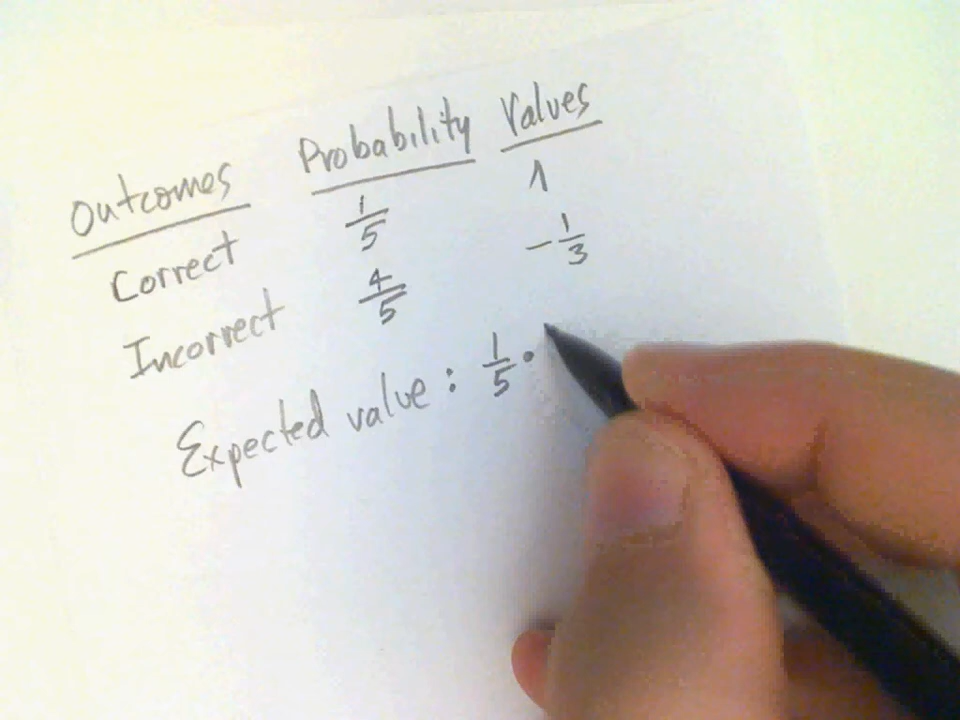 Outcomes Probability Values
Correct 1/5 1
Incorrect 4/5 -1/3
Expected value: 1/5 ·